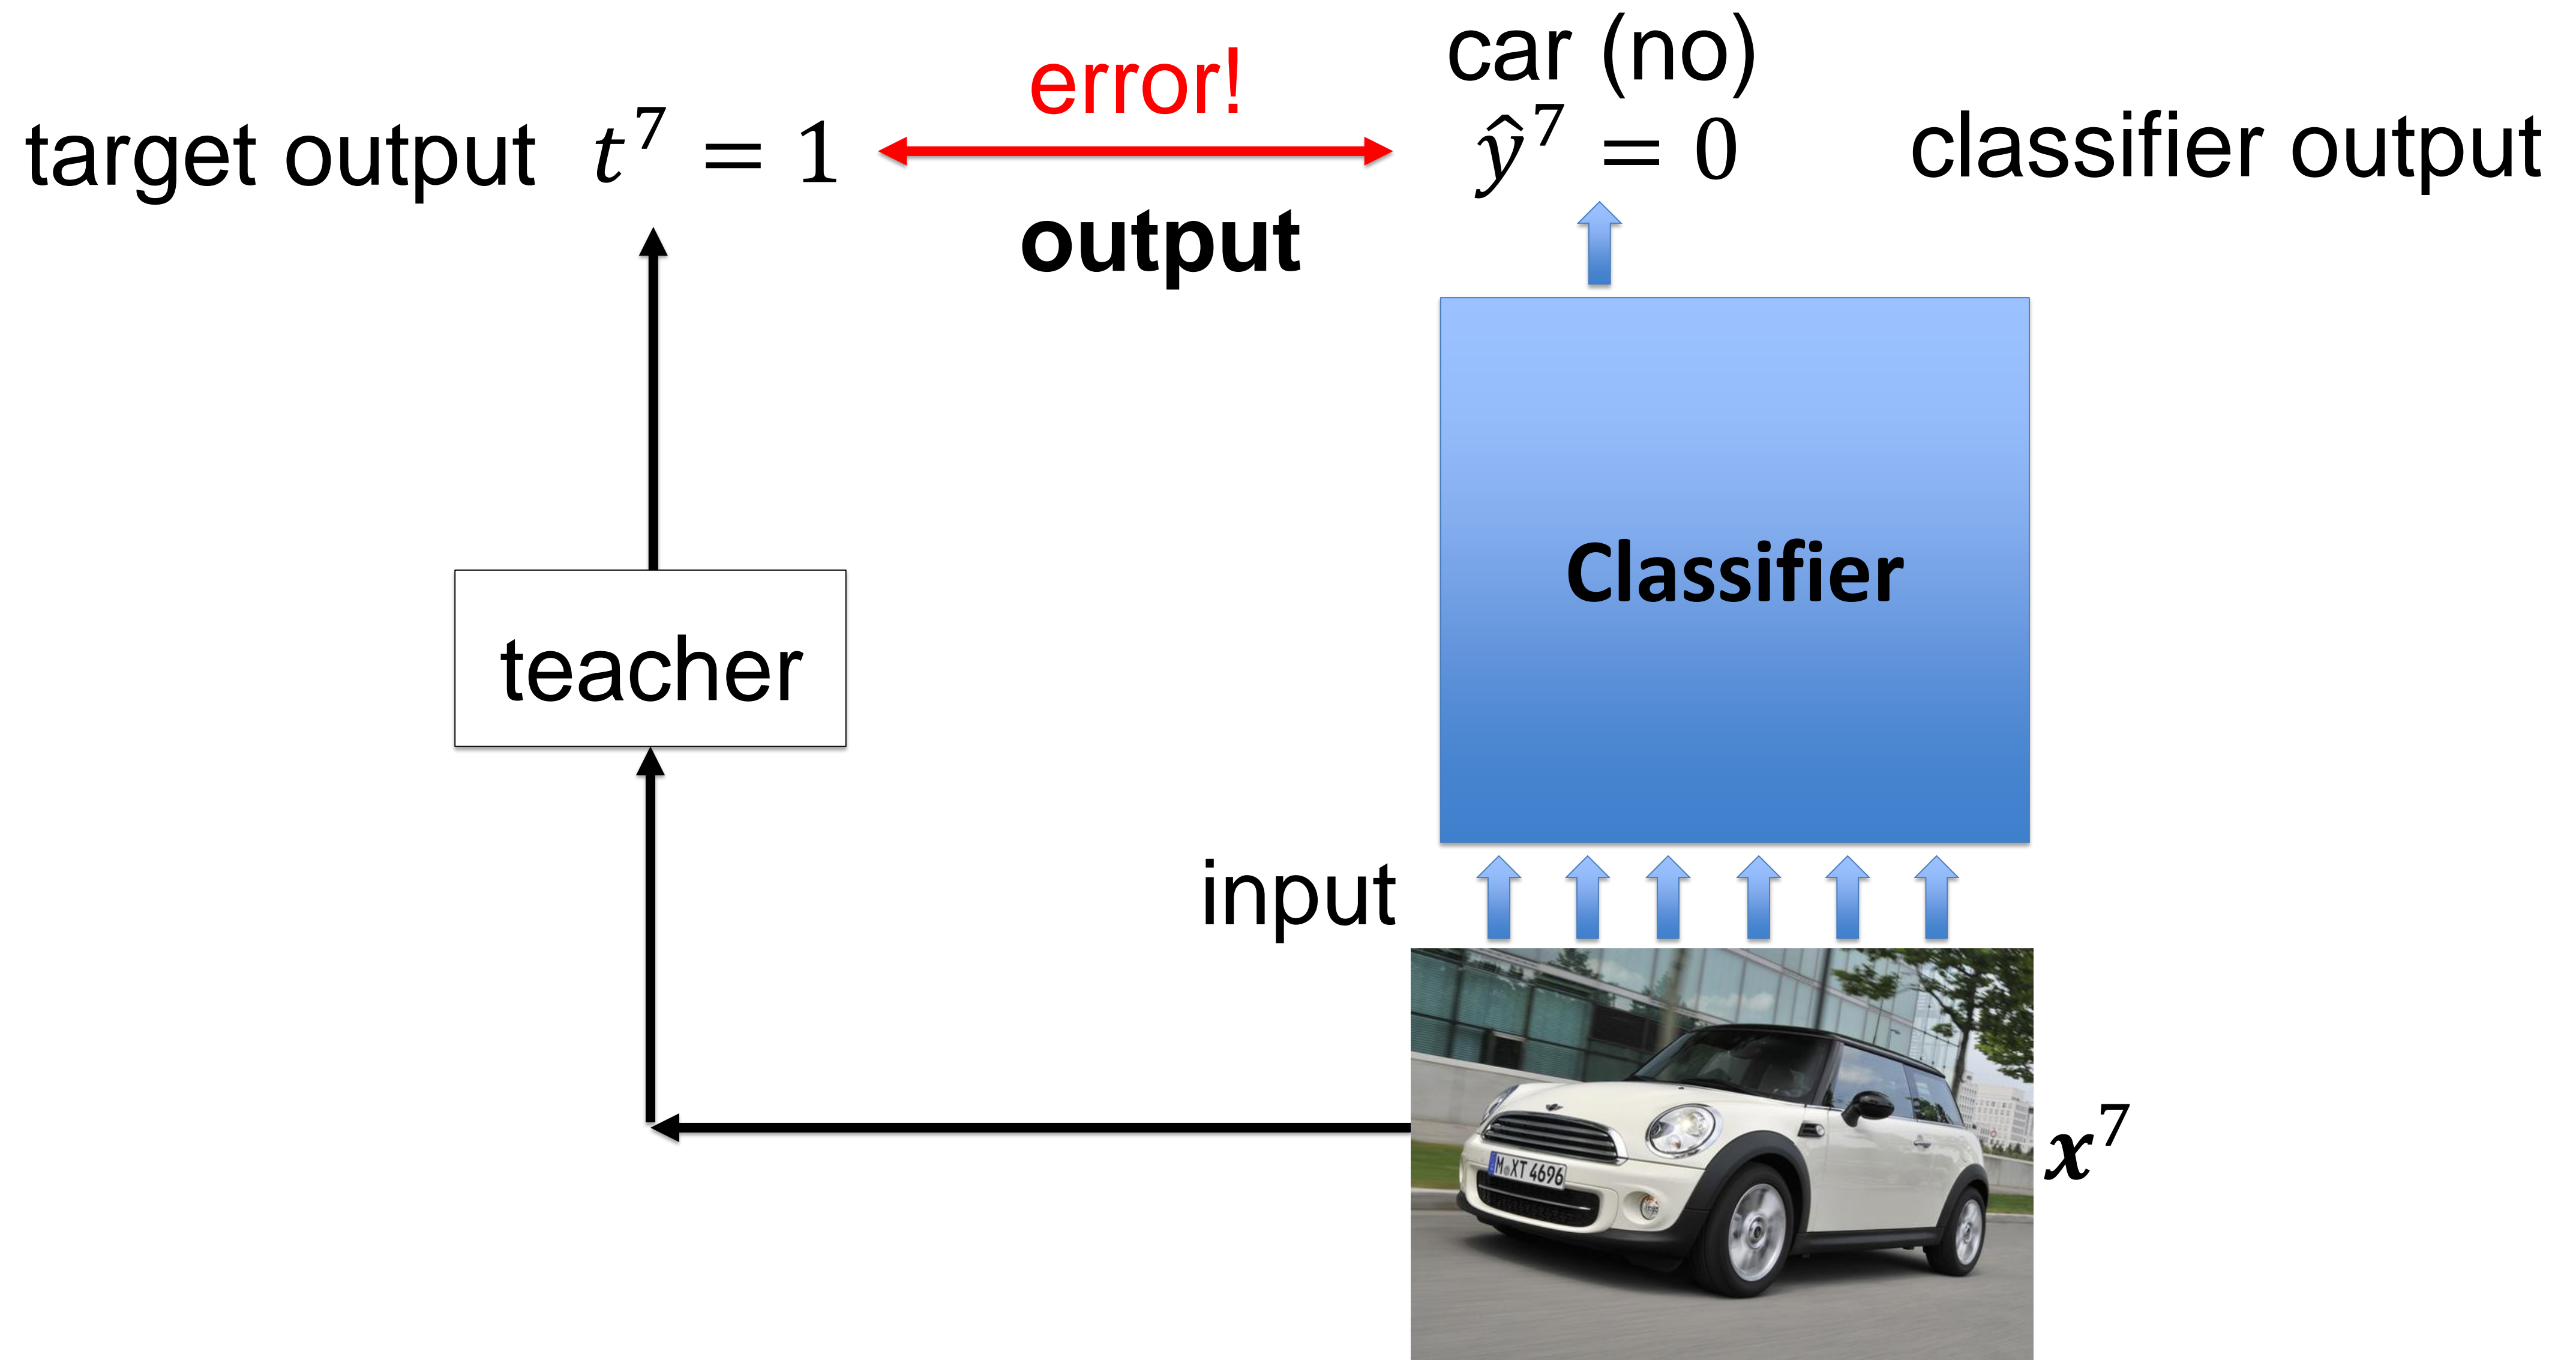 car (no)
error!
target output t⁷ = 1
ŷ⁷ = 0 classifier output
output
Classifier
teacher
input
M XT 4696
x⁷